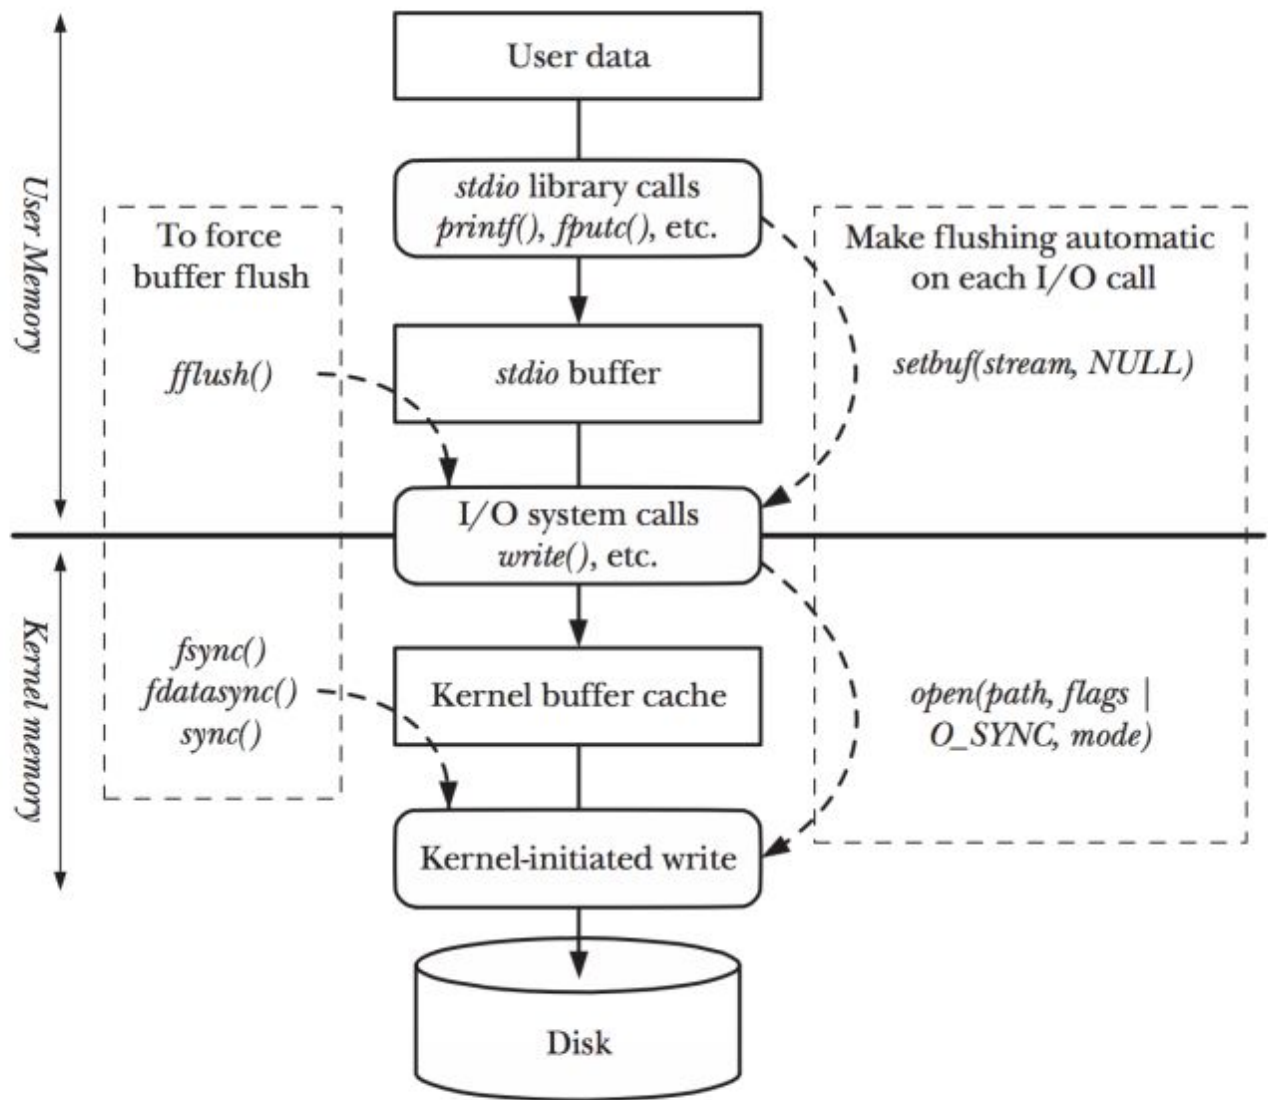 User data
stdio library calls
printf(), fputc(), etc.
User Memory
To force
buffer flush
fflush()
Make flushing automatic
on each I/O call
setbuf(stream, NULL)
stdio buffer
I/O system calls
write(), etc.
Kernel memory
fsync()
fdatasync()
sync()
Kernel buffer cache
open(path, flags |
O_SYNC, mode)
Kernel-initiated write
Disk